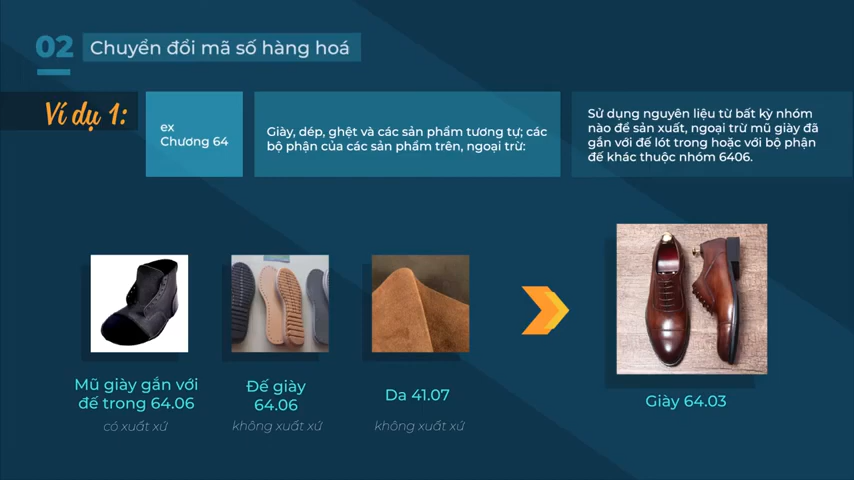 02 Chuyển đổi mã số hàng hoá
Ví dụ 1:
ex
Chương 64
Giày, dép, ghệt và các sản phẩm tương tự; các
bộ phận của các sản phẩm trên, ngoại trừ:
Sử dụng nguyên liệu từ bất kỳ nhóm
nào để sản xuất, ngoại trừ mũ giày đã
gắn với đế lót trong hoặc với bộ phận
đế khác thuộc nhóm 6406.
Mũ giày gắn với
đế trong 64.06
có xuất xứ
Đế giày
64.06
không xuất xứ
Da 41.07
không xuất xứ
Giày 64.03